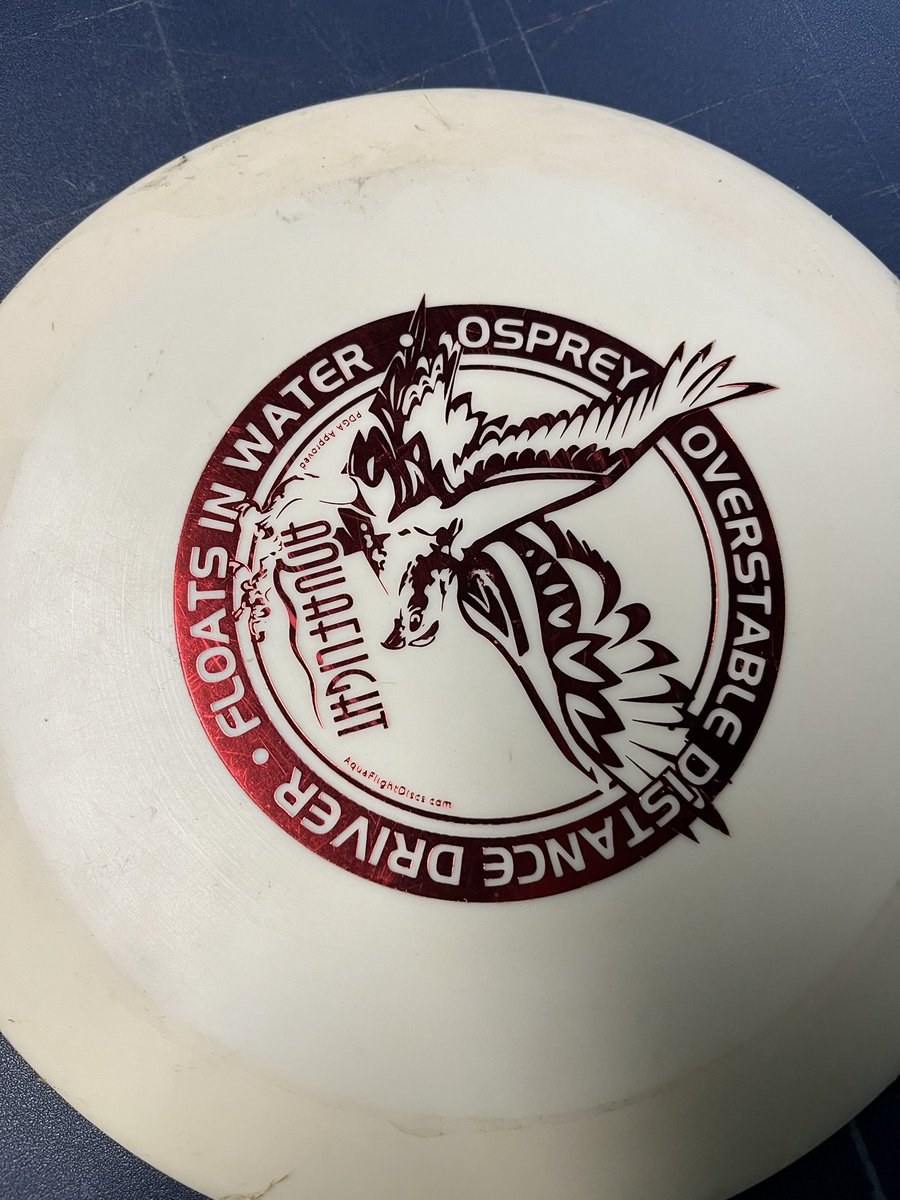 OSPREY OVERSTABLE DISTANCE DRIVER • FLOATS IN WATER •
PDGA Approved
AQUAFLIGHT
AquaFlightDiscs.com